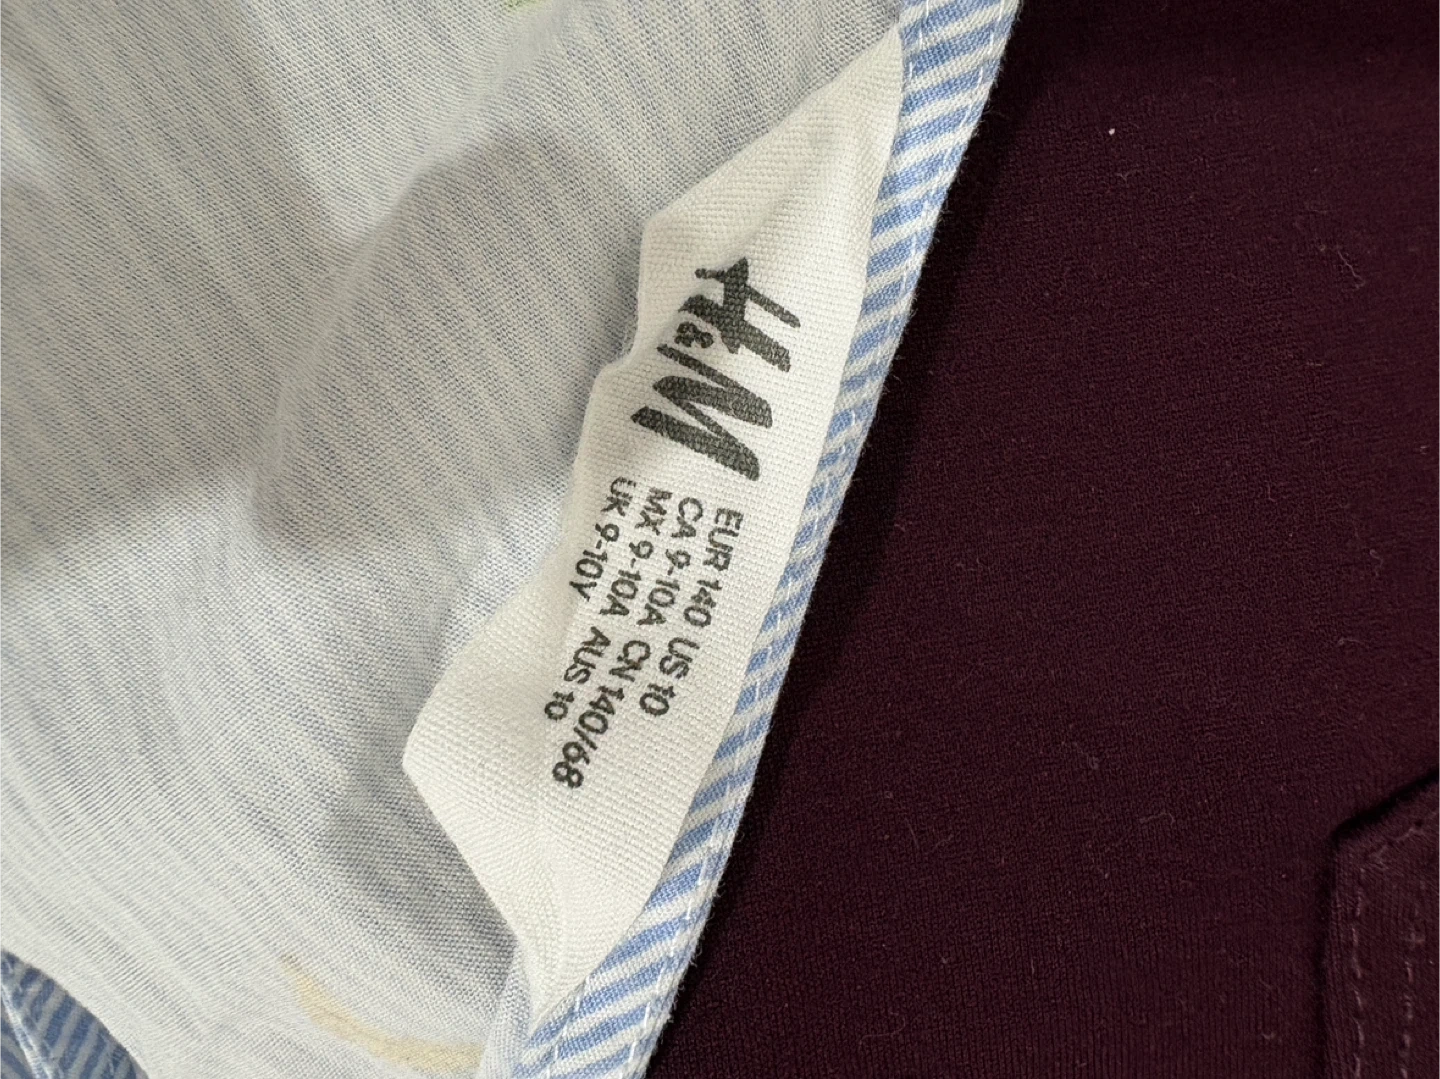 H&M
EUR 140 US 10
CA 9-10A
MX 9-10A CN 140/68
UK 9-10Y AUS 10